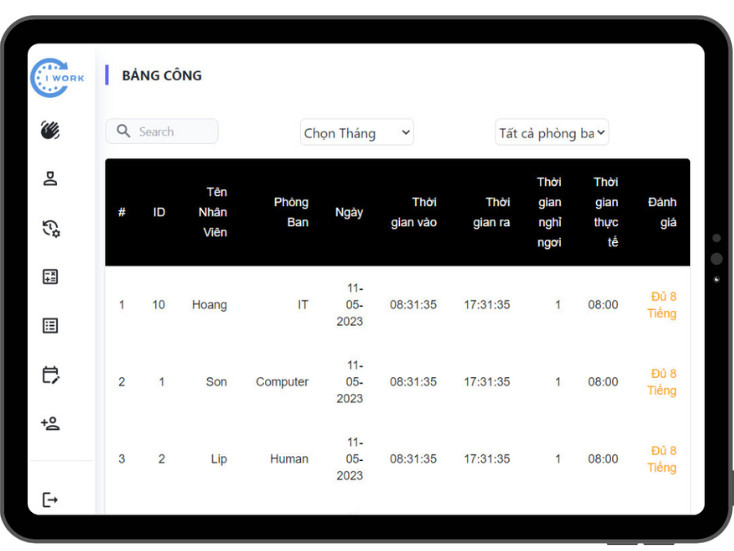 I WORK
BẢNG CÔNG
Search
Chọn Tháng
Tất cả phòng ba
# ID Tên Nhân Viên Phòng Ban Ngày Thời gian vào Thời gian ra Thời gian nghỉ ngơi Thời gian thực tế Đánh giá
1 10 Hoang IT 11-05-2023 08:31:35 17:31:35 1 08:00 Đủ 8 Tiếng
2 1 Son Computer 11-05-2023 08:31:35 17:31:35 1 08:00 Đủ 8 Tiếng
3 2 Lip Human 11-05-2023 08:31:35 17:31:35 1 08:00 Đủ 8 Tiếng